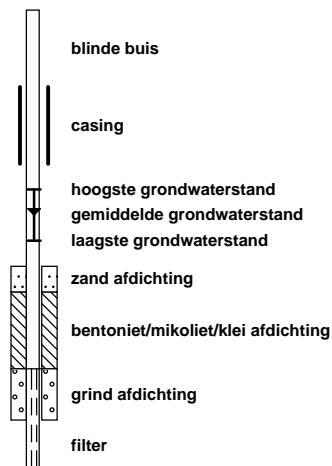 blinde buis
casing
hoogste grondwaterstand
gemiddelde grondwaterstand
laagste grondwaterstand
zand afdichting
bentoniet/mikoliet/klei afdichting
grind afdichting
filter